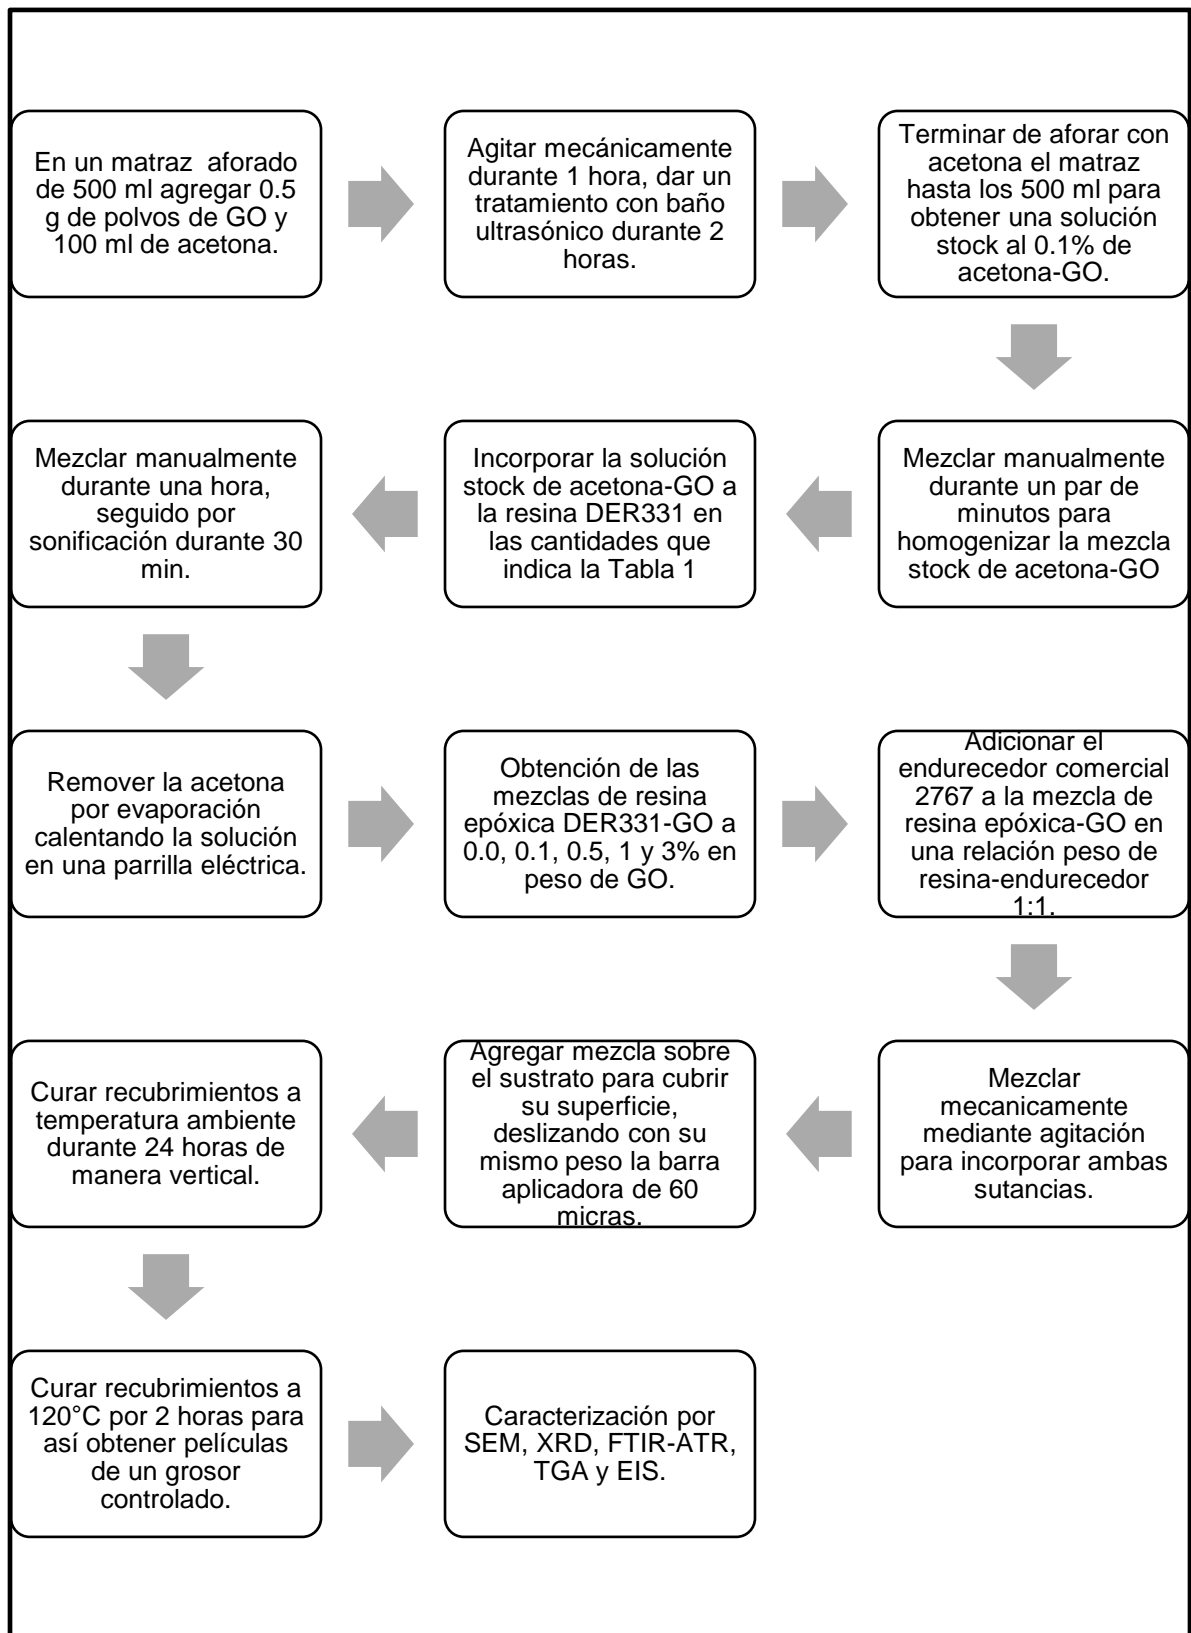 En un matraz  aforado
de 500 ml agregar 0.5
g de polvos de GO y
100 ml de acetona.
Agitar mecánicamente
durante 1 hora, dar un
tratamiento con baño
ultrasónico durante 2
horas.
Terminar de aforar con
acetona el matraz
hasta los 500 ml para
obtener una solución
stock al 0.1% de
acetona-GO.
Mezclar manualmente
durante un par de
minutos para
homogenizar la mezcla
stock de acetona-GO
Incorporar la solución
stock de acetona-GO a
la resina DER331 en
las cantidades que
indica la Tabla 1
Mezclar manualmente
durante una hora,
seguido por
sonificación durante 30
min.
Remover la acetona
por evaporación
calentando la solución
en una parrilla eléctrica.
Obtención de las
mezclas de resina
epóxica DER331-GO a
0.0, 0.1, 0.5, 1 y 3% en
peso de GO.
Adicionar el
endurecedor comercial
2767 a la mezcla de
resina epóxica-GO en
una relación peso de
resina-endurecedor
1:1.
Mezclar
mecanicamente
mediante agitación
para incorporar ambas
sutancias.
Agregar mezcla sobre
el sustrato para cubrir
su superficie,
deslizando con su
mismo peso la barra
aplicadora de 60
micras.
Curar recubrimientos a
temperatura ambiente
durante 24 horas de
manera vertical.
Curar recubrimientos a
120°C por 2 horas para
así obtener películas
de un grosor
controlado.
Caracterización por
SEM, XRD, FTIR-ATR,
TGA y EIS.